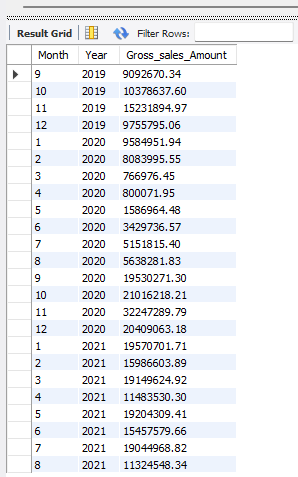 Result Grid Filter Rows:
Month Year Gross_sales_Amount
9 2019 9092670.34
10 2019 10378637.60
11 2019 15231894.97
12 2019 9755795.06
1 2020 9584951.94
2 2020 8083995.55
3 2020 766976.45
4 2020 800071.95
5 2020 1586964.48
6 2020 3429736.57
7 2020 5151815.40
8 2020 5638281.83
9 2020 19530271.30
10 2020 21016218.21
11 2020 32247289.79
12 2020 20409063.18
1 2021 19570701.71
2 2021 15986603.89
3 2021 19149624.92
4 2021 11483530.30
5 2021 19204309.41
6 2021 15457579.66
7 2021 19044968.82
8 2021 11324548.34